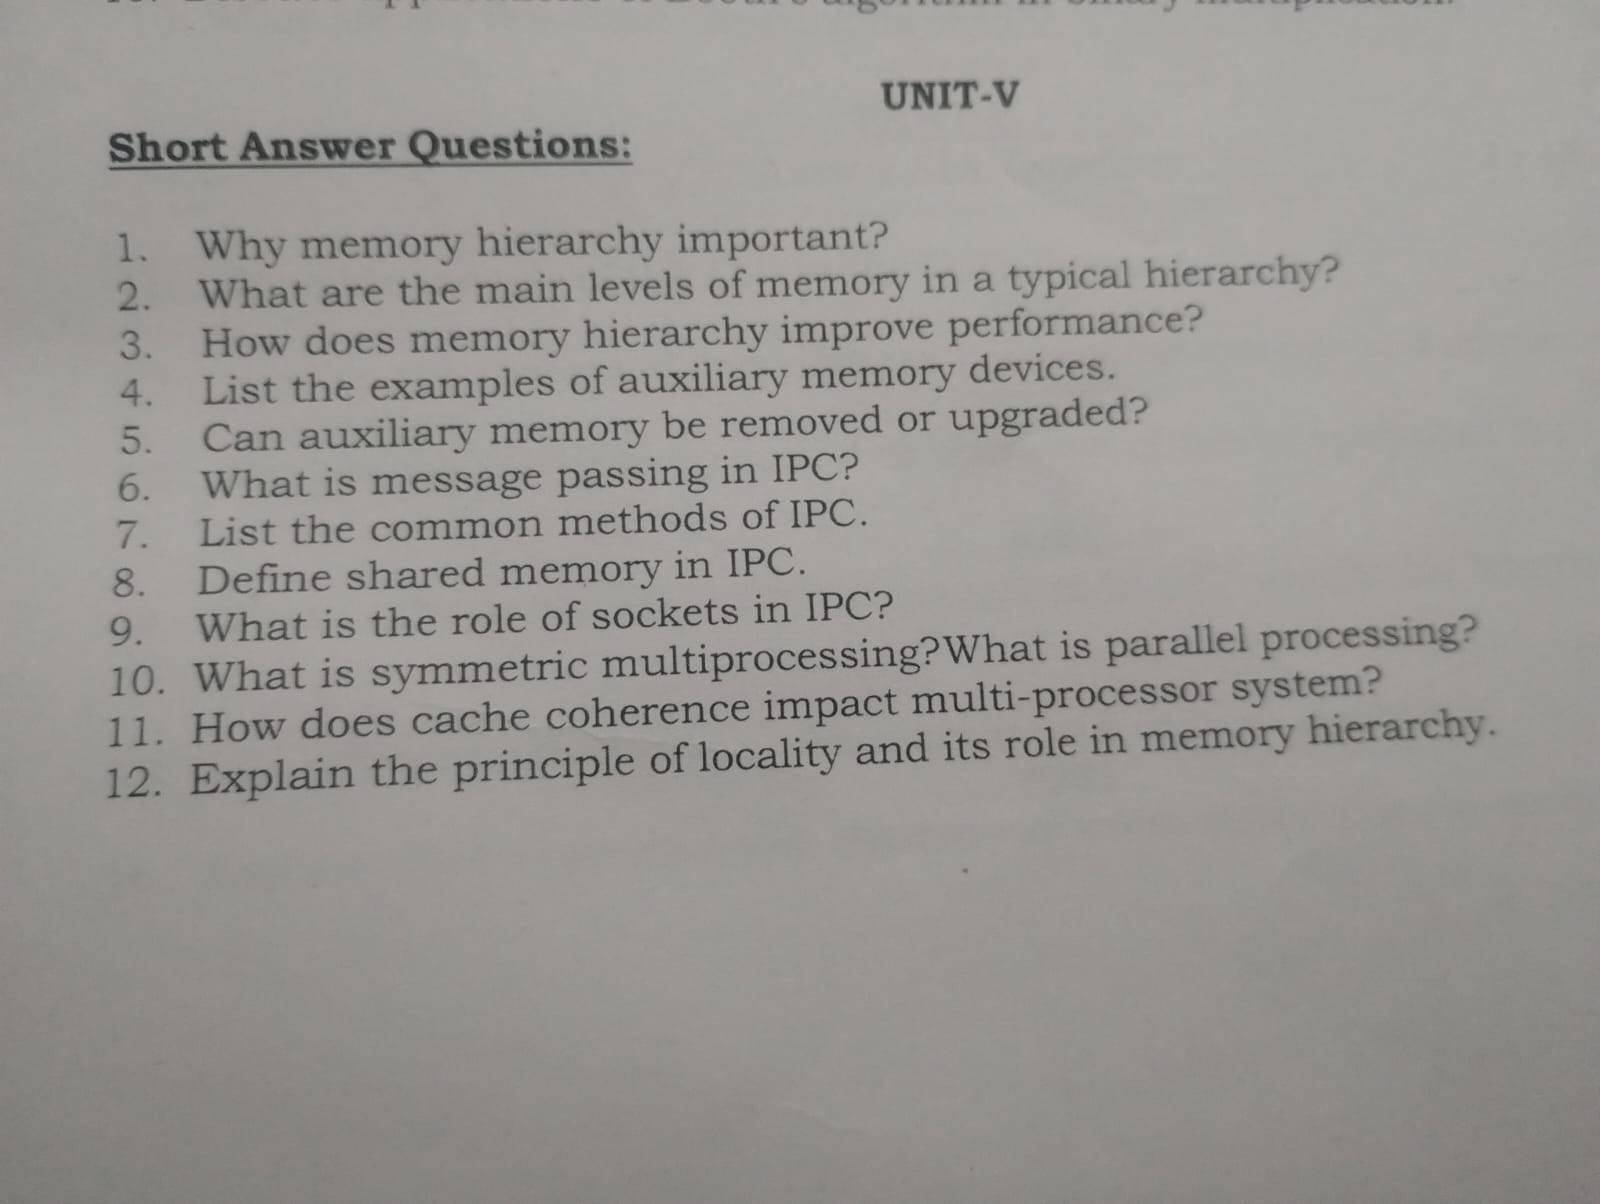 UNIT-V
Short Answer Questions:
1. Why memory hierarchy important?
2. What are the main levels of memory in a typical hierarchy?
3. How does memory hierarchy improve performance?
4. List the examples of auxiliary memory devices.
5. Can auxiliary memory be removed or upgraded?
6. What is message passing in IPC?
7. List the common methods of IPC.
8. Define shared memory in IPC.
9. What is the role of sockets in IPC?
10. What is symmetric multiprocessing?What is parallel processing?
11. How does cache coherence impact multi-processor system?
12. Explain the principle of locality and its role in memory hierarchy.